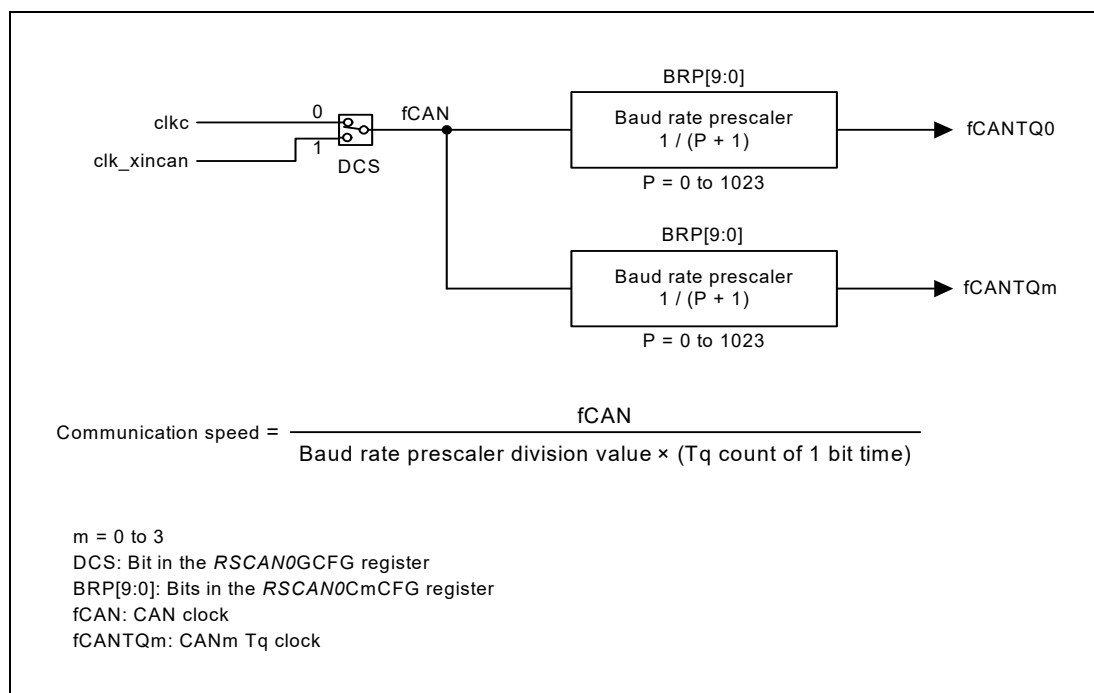 BRP[9:0]
clkc
0
fCAN
Baud rate prescaler
1 / (P + 1)
fCANTQ0
clk_xincan
1
DCS
P = 0 to 1023
BRP[9:0]
Baud rate prescaler
1 / (P + 1)
fCANTQm
P = 0 to 1023
fCAN
Communication speed =
Baud rate prescaler division value × (Tq count of 1 bit time)
m = 0 to 3
DCS: Bit in the RSCAN0GCFG register
BRP[9:0]: Bits in the RSCAN0CmCFG register
fCAN: CAN clock
fCANTQm: CANm Tq clock